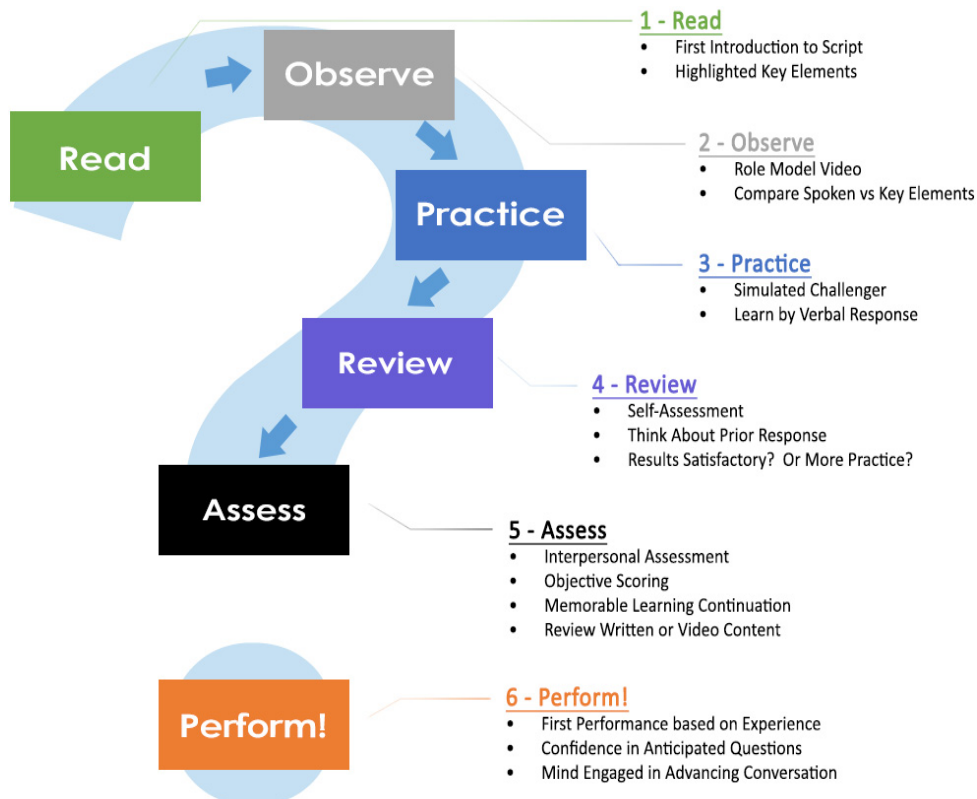 Read
Observe
Practice
Review
Assess
Perform!
1 - Read
• First Introduction to Script
• Highlighted Key Elements
2 - Observe
• Role Model Video
• Compare Spoken vs Key Elements
3 - Practice
• Simulated Challenger
• Learn by Verbal Response
4 - Review
• Self-Assessment
• Think About Prior Response
• Results Satisfactory? Or More Practice?
5 - Assess
• Interpersonal Assessment
• Objective Scoring
• Memorable Learning Continuation
• Review Written or Video Content
6 - Perform!
• First Performance based on Experience
• Confidence in Anticipated Questions
• Mind Engaged in Advancing Conversation